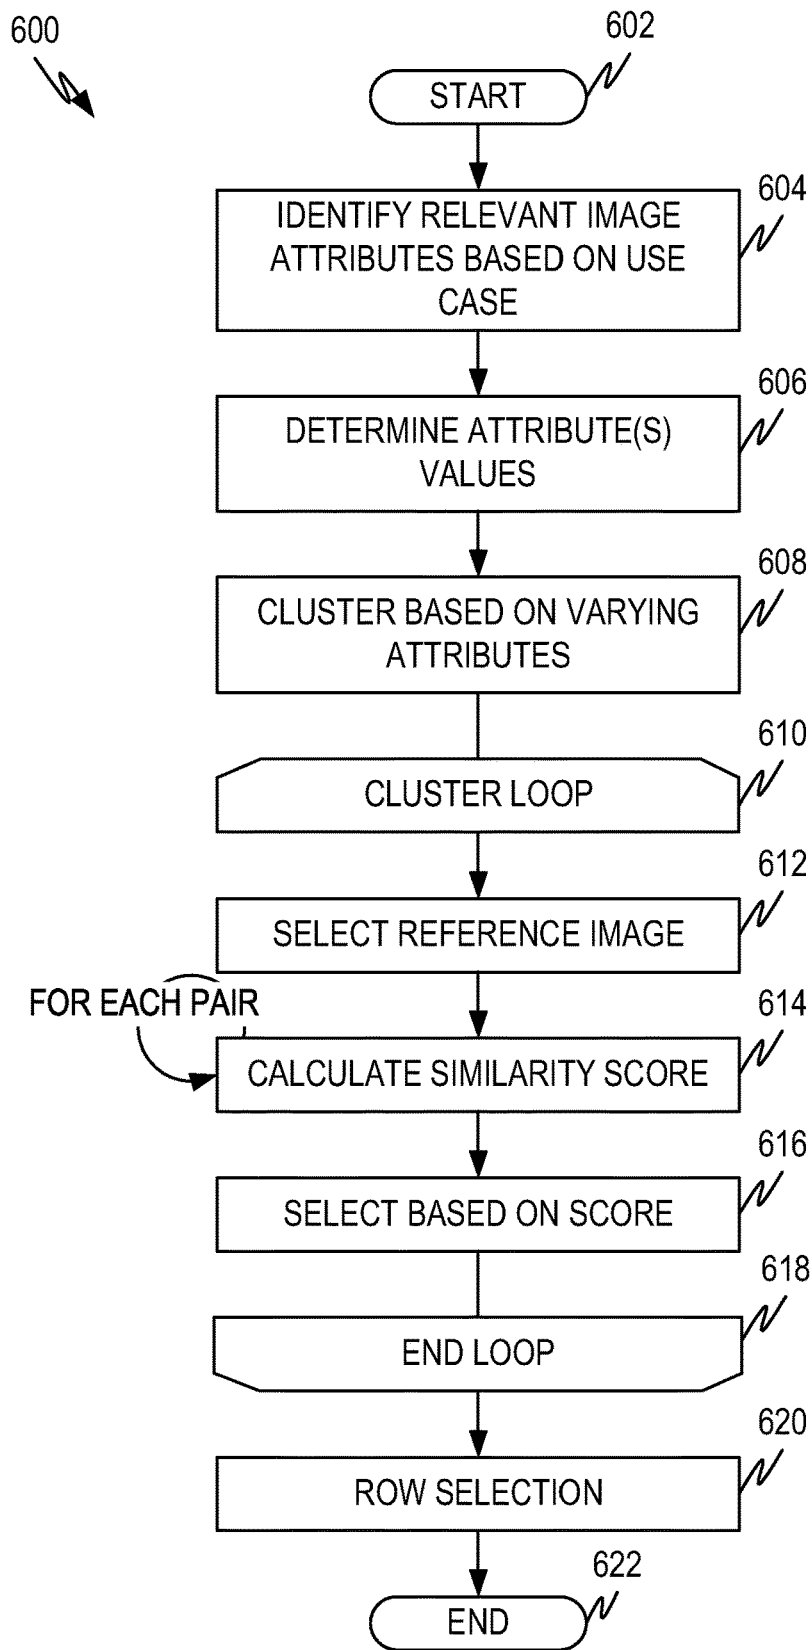 600
602
START
604
IDENTIFY RELEVANT IMAGE
ATTRIBUTES BASED ON USE
CASE
606
DETERMINE ATTRIBUTE(S)
VALUES
608
CLUSTER BASED ON VARYING
ATTRIBUTES
610
CLUSTER LOOP
612
SELECT REFERENCE IMAGE
FOR EACH PAIR
614
CALCULATE SIMILARITY SCORE
616
SELECT BASED ON SCORE
618
END LOOP
620
ROW SELECTION
622
END